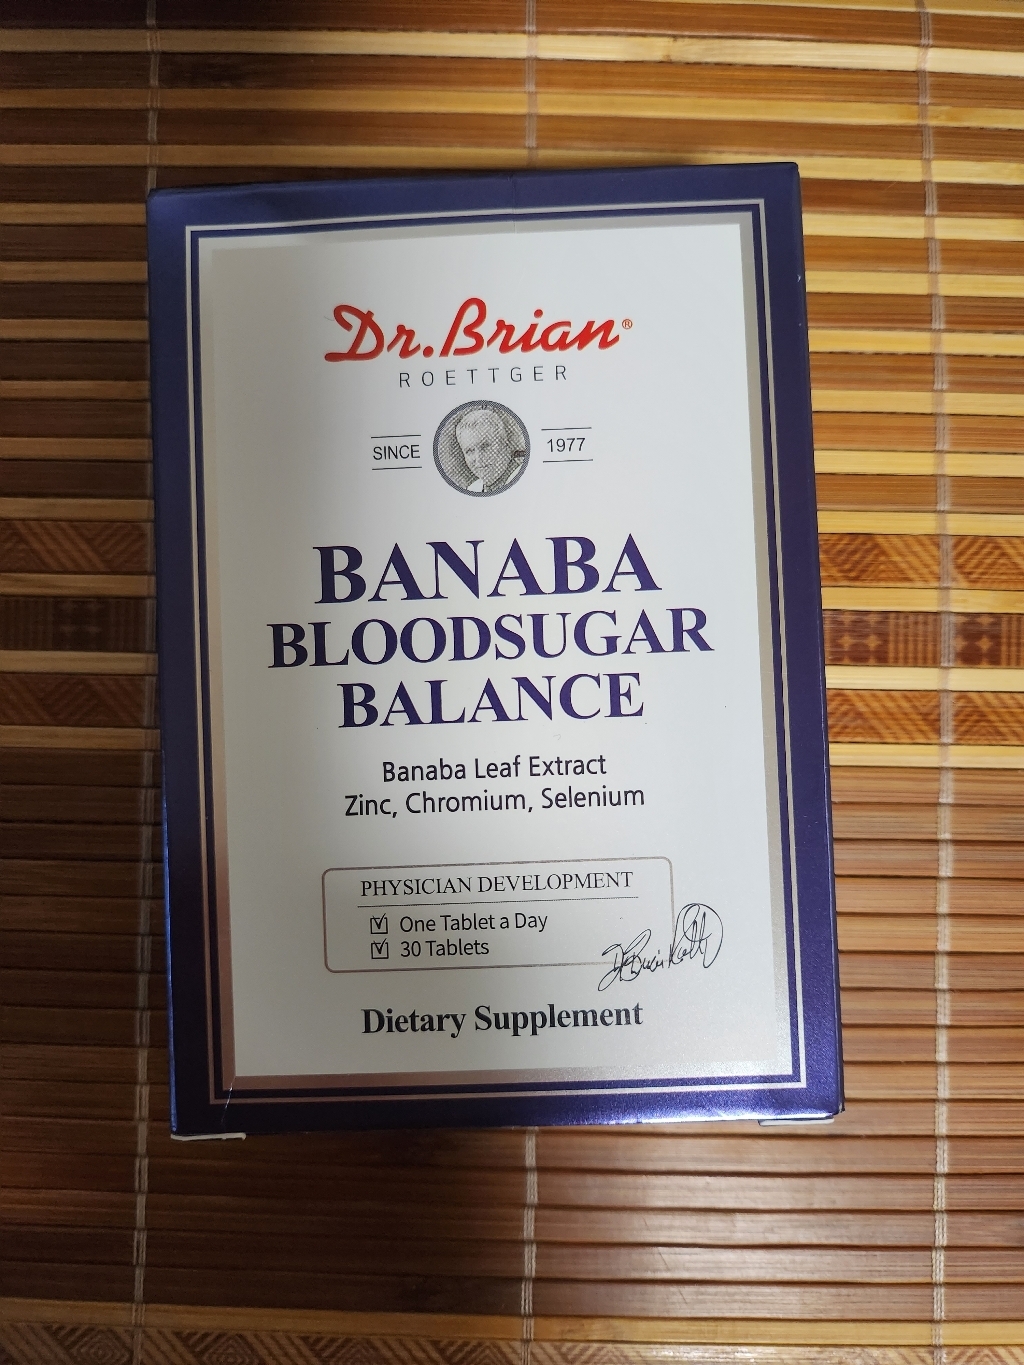 Dr.Brian®
ROETTGER
SINCE 1977
BANABA
BLOODSUGAR
BALANCE
Banaba Leaf Extract
Zinc, Chromium, Selenium
PHYSICIAN DEVELOPMENT
One Tablet a Day
30 Tablets
Dietary Supplement